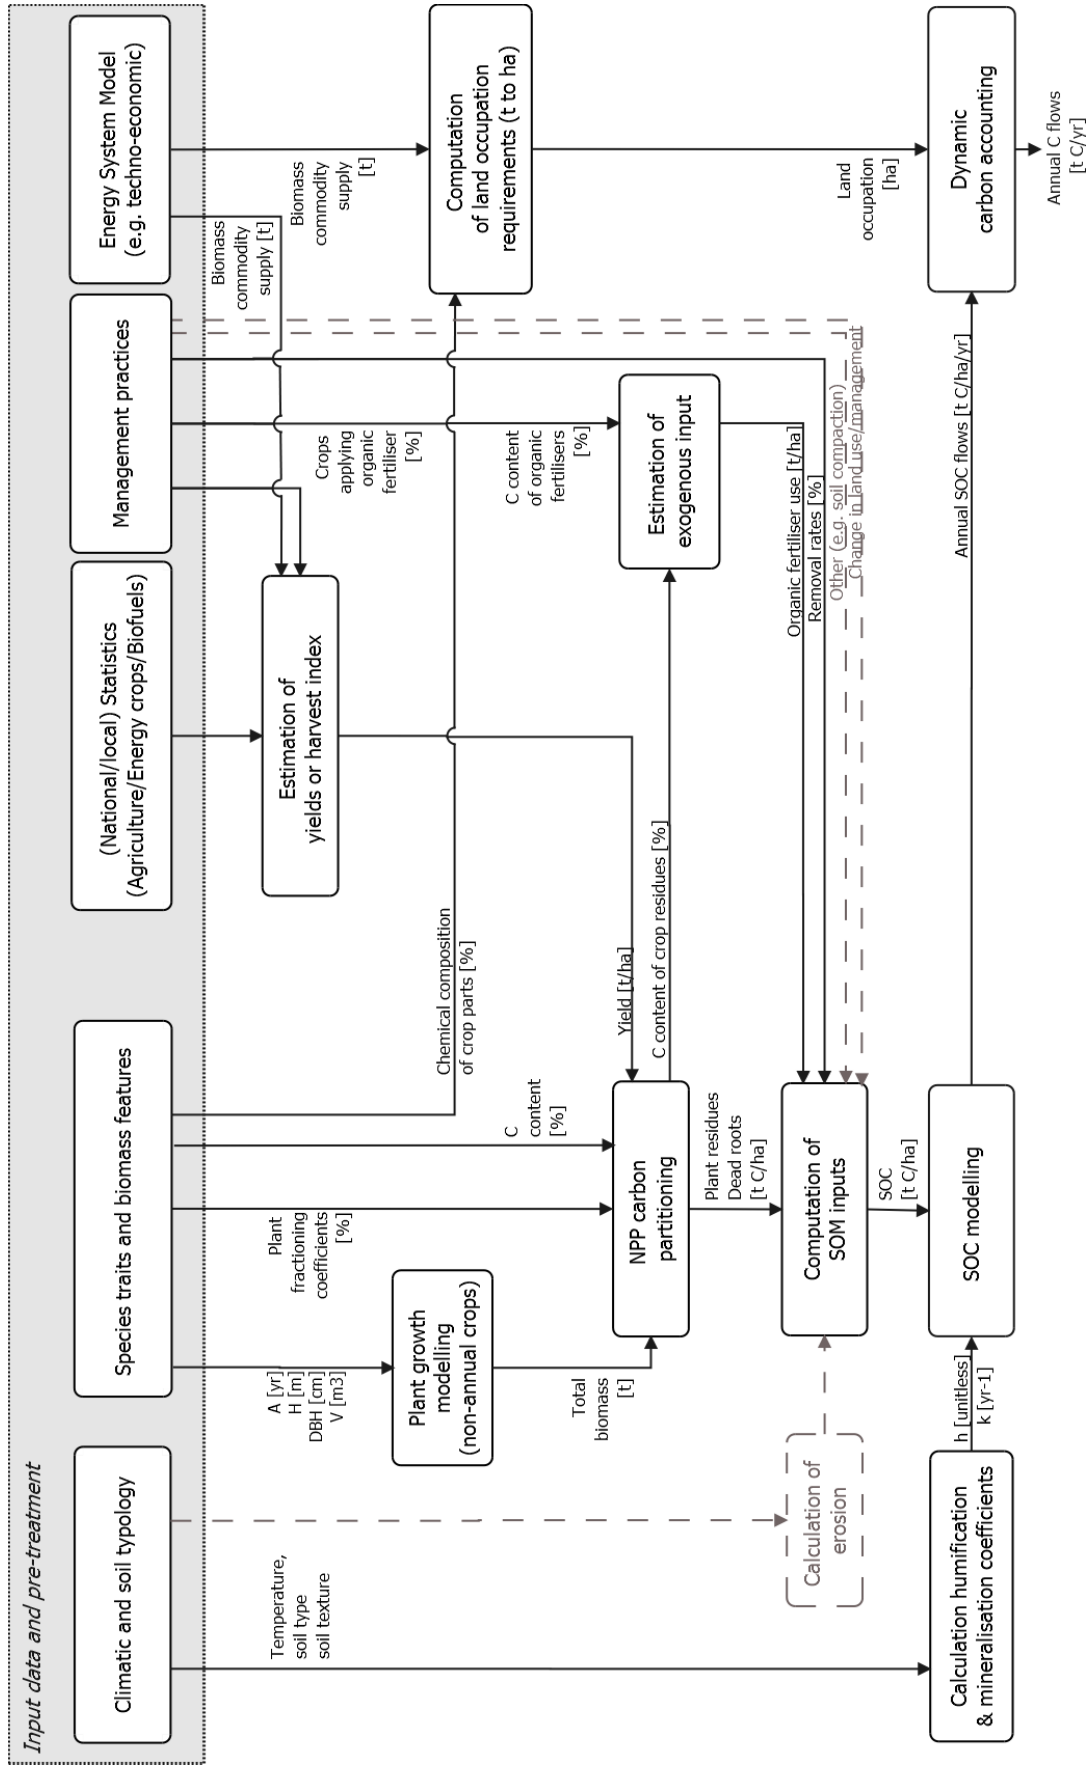 Input data and pre-treatment
Climatic and soil typology
Species traits and biomass features
(National/local) Statistics
(Agriculture/Energy crops/Biofuels)
Management practices
Energy System Model
(e.g. techno-economic)
Temperature,
soil type
soil texture
A [yr]
H [m]
DBH [cm]
V [m3]
Plant
fractioning
coefficients
[%]
C
content
[%]
Chemical composition
of crop parts [%]
Estimation of
yields or harvest index
Crops
applying
organic
fertiliser
[%]
Biomass
commodity
supply [t]
Biomass
commodity
supply
[t]
Plant growth
modelling
(non-annual crops)
Computation
of land occupation
requirements (t to ha)
Total
biomass
[t]
NPP carbon
partitioning
Yield [t/ha]
C content of crop residues [%]
C content
of organic
fertilisers
[%]
Estimation of
exogenous input
Plant residues
Dead roots
[t C/ha]
Calculation of
erosion
Computation of
SOM inputs
Organic fertiliser use [t/ha]
Removal rates [%]
Other (e.g. soil compaction)
Change in land use/management
Land
occupation
[ha]
SOC
[t C/ha]
Calculation humification
& mineralisation coefficients
h [unitless]
k [yr-1]
SOC modelling
Annual SOC flows [t C/ha/yr]
Dynamic
carbon accounting
Annual C flows
[t C/yr]